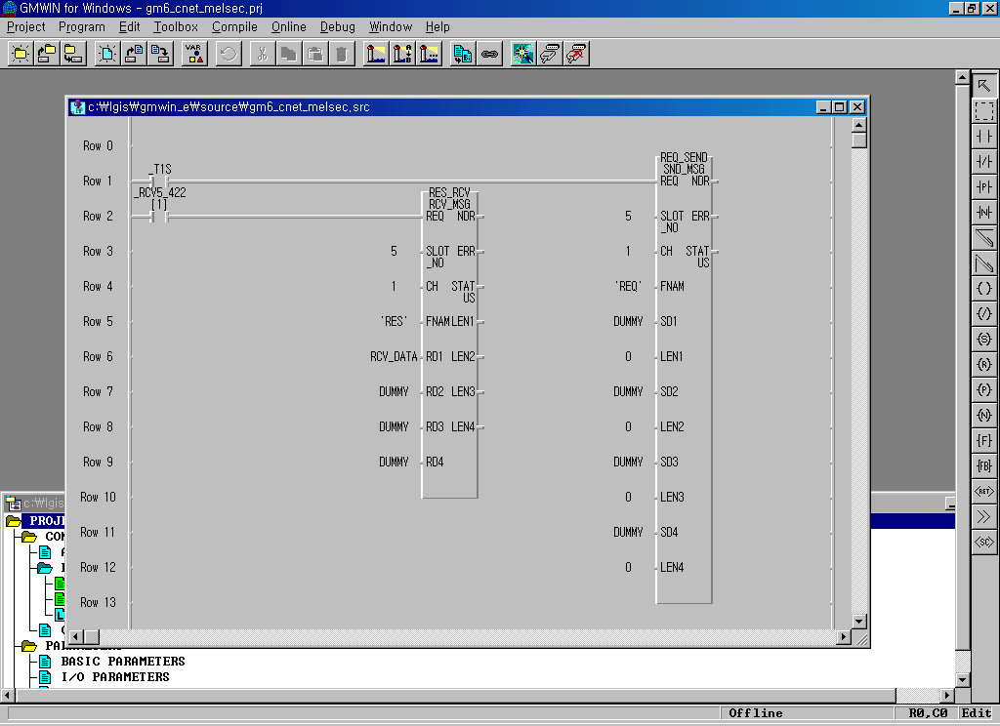 GMWIN for Windows - gm6_cnet_melsec,prj
Project Program Edit Toolbox Compile Online Debug Window Help
VAR
c:₩lgis₩gmwin_e₩source₩gm6_cnet_melsec,src
Row 0
REQ_SEND
_T1S SND_MSG
Row 1 REQ NDR
_RCV5_422 RES_RCV
[1] RCV_MSG
Row 2 REQ NDR 5 SLOT ERR
_NO
Row 3 5 SLOT ERR 1 CH STAT
_NO US
Row 4 1 CH STAT 'REQ' FNAM
US
Row 5 'RES' FNAM LEN1 DUMMY SD1
Row 6 RCV_DATA RD1 LEN2 0 LEN1
Row 7 DUMMY RD2 LEN3 DUMMY SD2
Row 8 DUMMY RD3 LEN4 0 LEN2
Row 9 DUMMY RD4 DUMMY SD3
Row 10 0 LEN3
Row 11 DUMMY SD4
Row 12 0 LEN4
Row 13
c:₩lgis
PROJ
CON
BASIC PARAMETERS
I/O PARAMETERS
(S)
(R)
(P)
(N)
{F}
{FB}
<RET>
>>
<SC>
Offline R0,C0 Edit